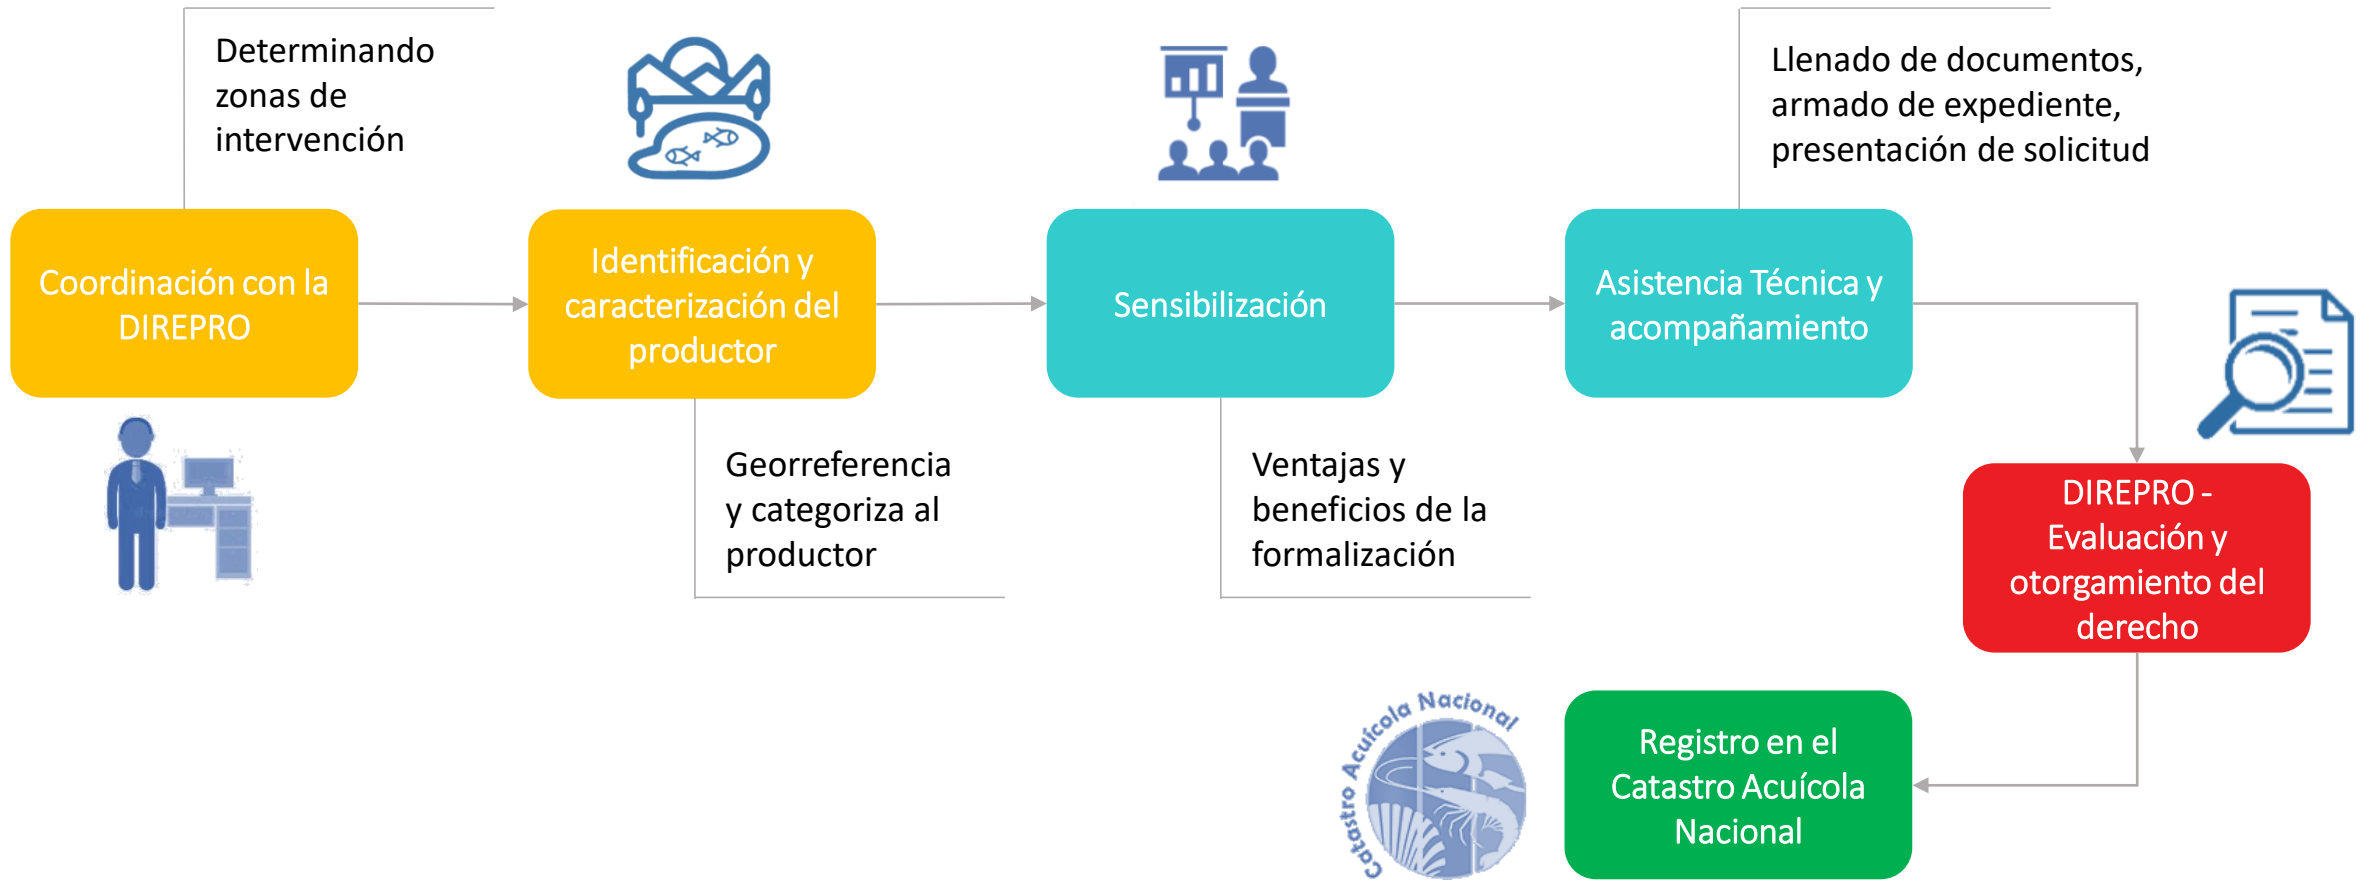 Determinando
zonas de
intervención
Llenado de documentos,
armado de expediente,
presentación de solicitud
Coordinación con la
DIREPRO
Identificación y
caracterización del
productor
Sensibilización
Asistencia Técnica y
acompañamiento
Georreferencia
y categoriza al
productor
Ventajas y
beneficios de la
formalización
DIREPRO -
Evaluación y
otorgamiento del
derecho
Catastro Acuícola Nacional
Registro en el
Catastro Acuícola
Nacional